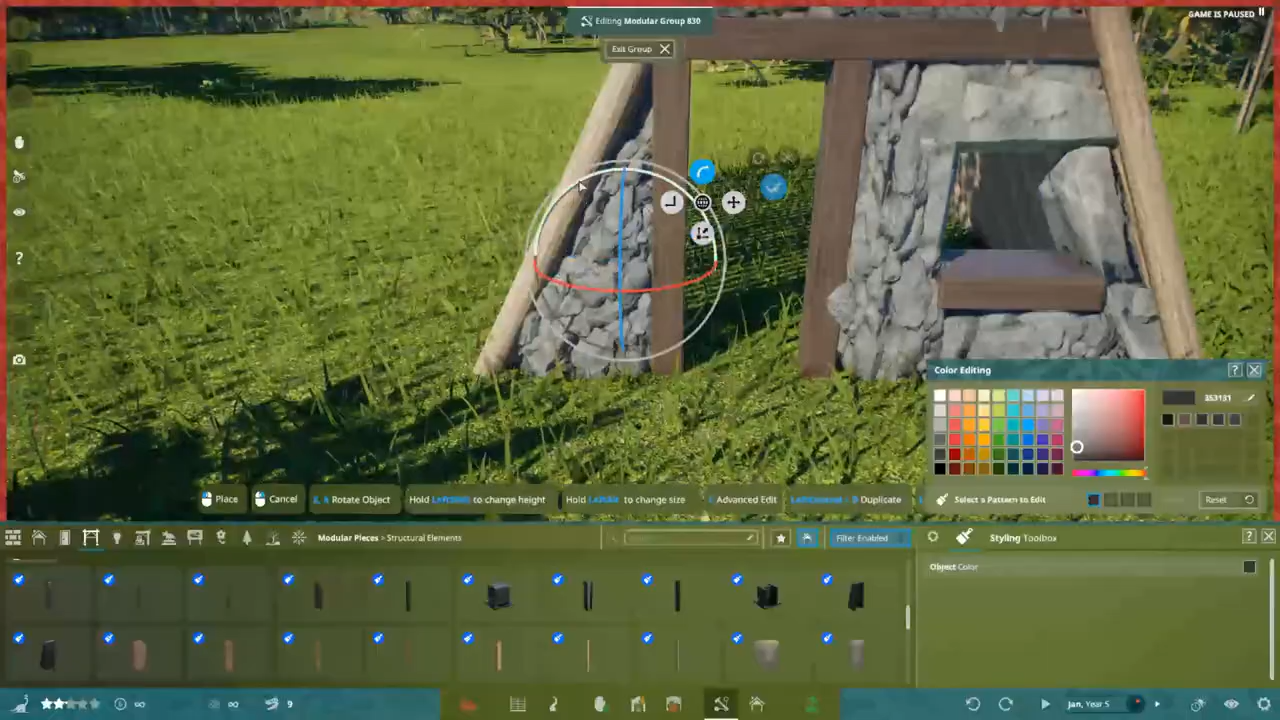 Editing Modular Group 830
GAME IS PAUSED
Exit Group
?
Color Editing
?
353131
Select a Pattern to Edit
Reset
Place
Cancel
Rotate Object
Hold LeftShift to change height
Hold LeftAlt to change size
Advanced Edit
Duplicate
Modular Pieces > Structural Elements
Filter Enabled
Styling Toolbox
?
Object Color
9
Jan, Year 5